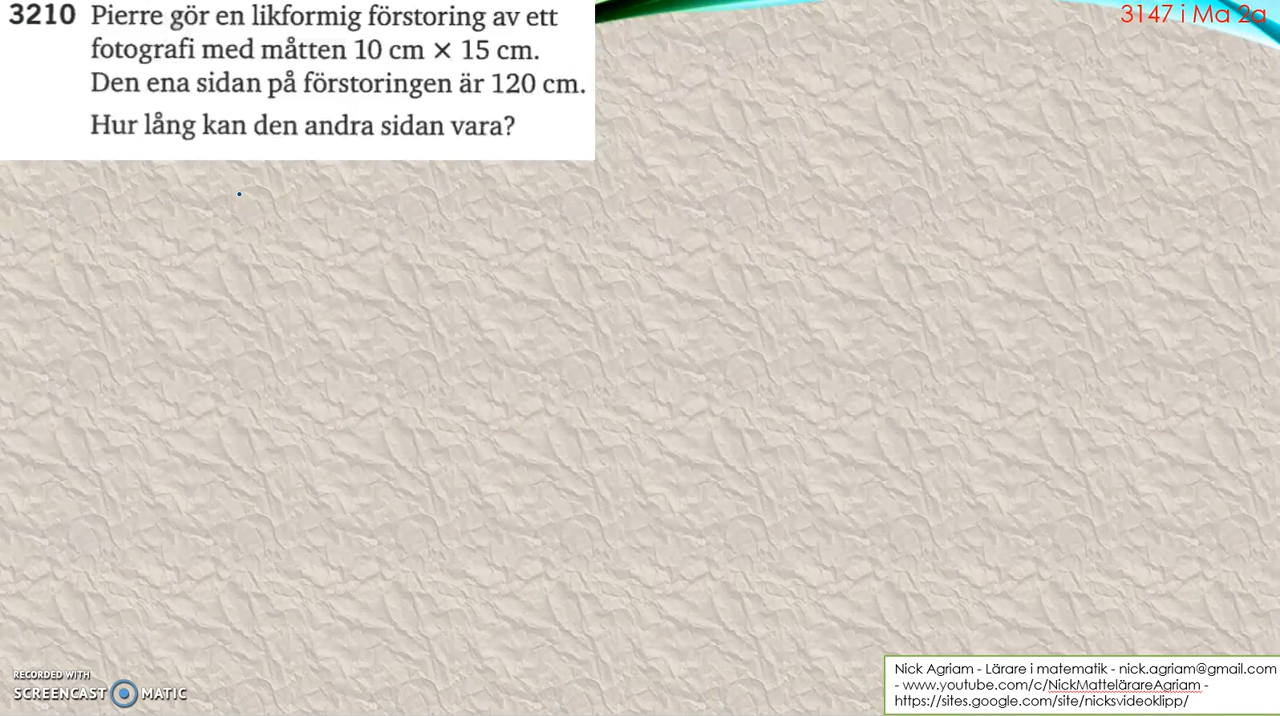 3210 Pierre gör en likformig förstoring av ett
fotografi med måtten 10 cm × 15 cm.
Den ena sidan på förstoringen är 120 cm.
Hur lång kan den andra sidan vara?
3147 i Ma 2a
RECORDED WITH
SCREENCAST MATIC
Nick Agriam - Lärare i matematik - nick.agriam@gmail.com
- www.youtube.com/c/NickMattelärareAgriam -
https://sites.google.com/site/nicksvideoklipp/